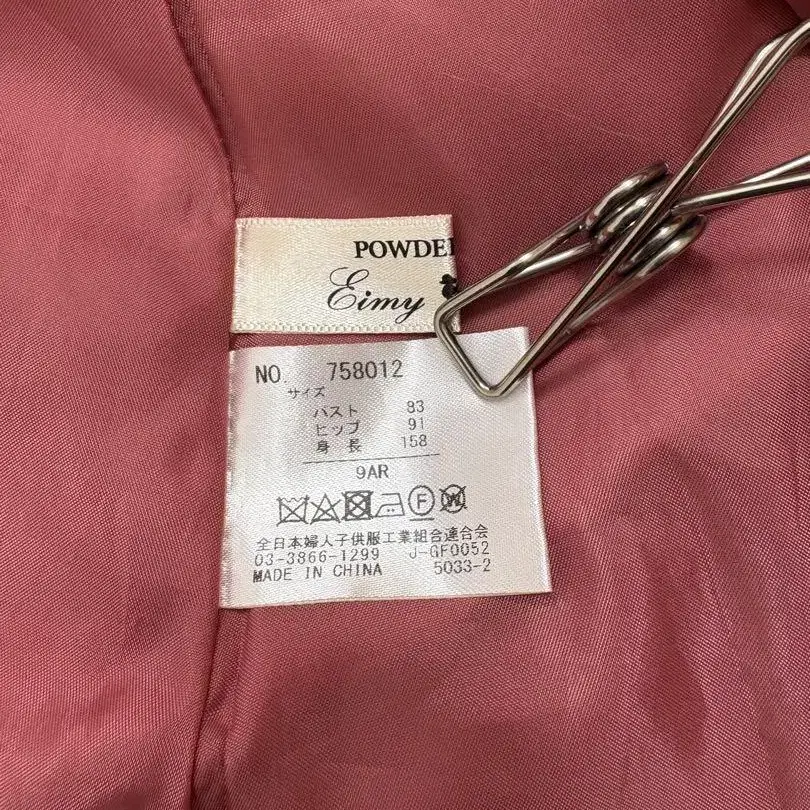 POWDE
Eimy
NO. 758012
サイズ
バスト 83
ヒップ 91
身長 158
9AR
F W
全日本婦人子供服工業組合連合会
03-3866-1299 J-GF0052
MADE IN CHINA 5033-2